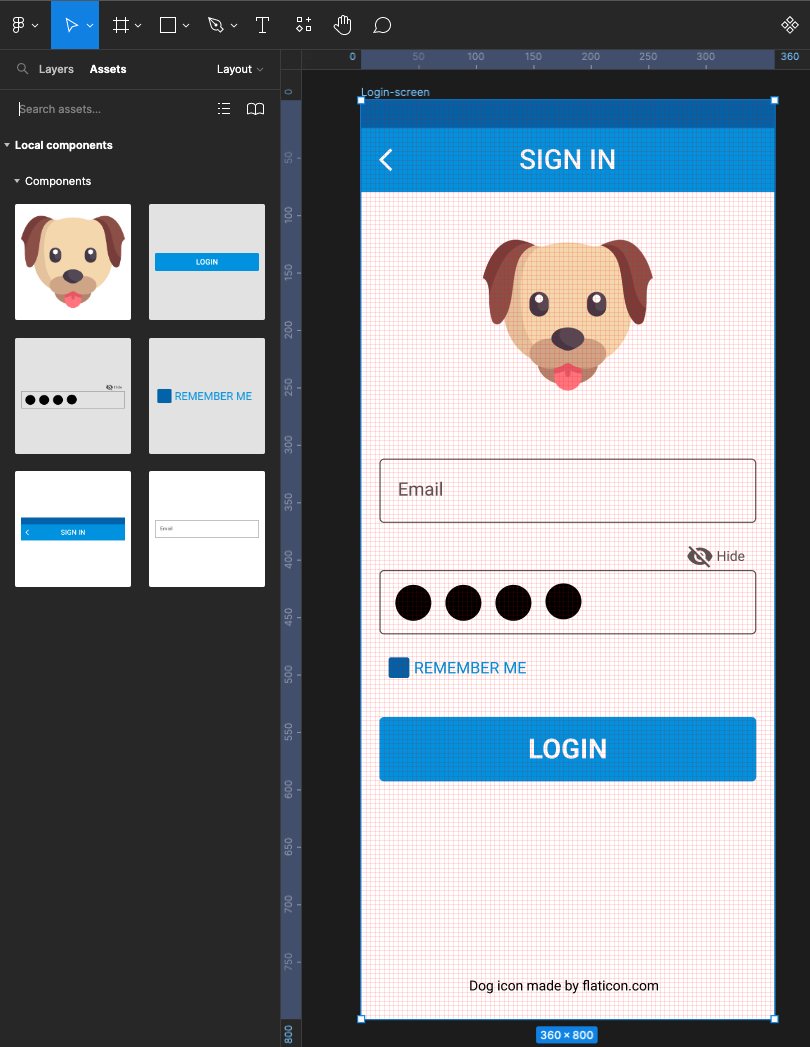 Layers
Assets
Layout
Search assets...
Local components
Components
LOGIN
Hide
REMEMBER ME
SIGN IN
Email
0
50
100
150
200
250
300
360
0
50
100
150
200
250
300
350
400
450
500
550
600
650
700
750
800
Login-screen
SIGN IN
Email
Hide
REMEMBER ME
LOGIN
Dog icon made by flaticon.com
360 × 800